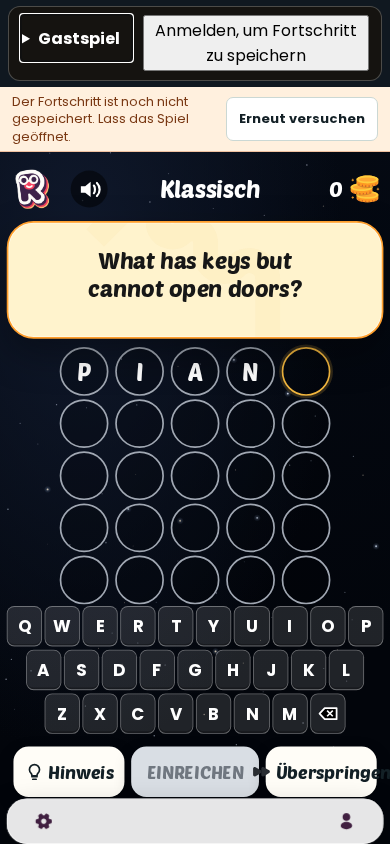 Gastspiel
Anmelden, um Fortschritt
zu speichern
Der Fortschritt ist noch nicht
gespeichert. Lass das Spiel
geöffnet.
Erneut versuchen
R
Klassisch
0
What has keys but
cannot open doors?
P I A N
Q W E R T Y U I O P
A S D F G H J K L
Z X C V B N M
Hinweis
EINREICHEN
Überspringen